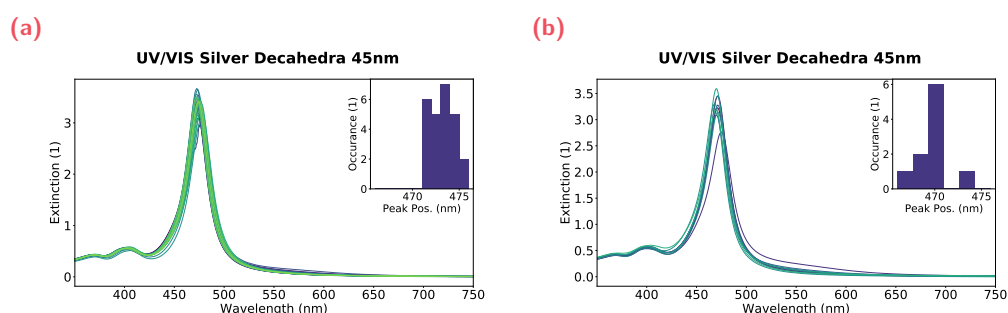 (a)
UV/VIS Silver Decahedra 45nm
Extinction (1)
3
1
0
400 450 500 550 600 650 700 750
Wavelength (nm)
Occurance (1)
6
4
2
0
470 475
Peak Pos. (nm)
(b)
UV/VIS Silver Decahedra 45nm
Extinction (1)
3.5
3.0
2.5
2.0
1.5
1.0
0.5
0.0
400 450 500 550 600 650 700 750
Wavelength (nm)
Occurance (1)
6
4
2
0
470 475
Peak Pos. (nm)